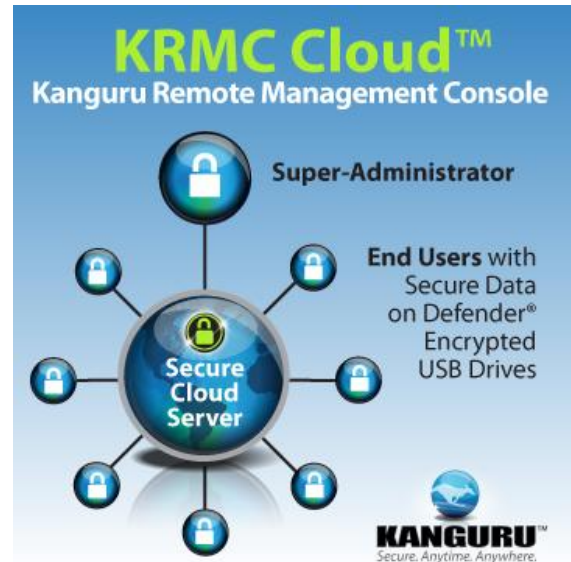 KRMC Cloud™
Kanguru Remote Management Console
Super-Administrator
End Users with
Secure Data
on Defender®
Encrypted
USB Drives
Secure
Cloud
Server
KANGURU™
Secure. Anytime. Anywhere.